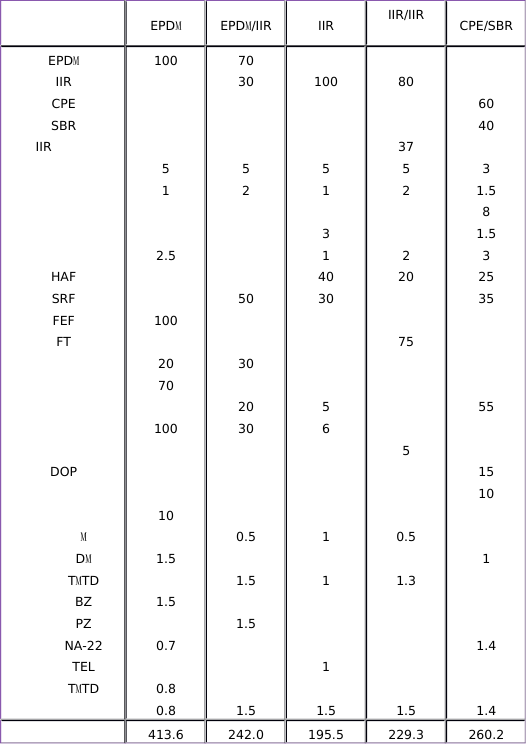 EPDM EPDM/IIR IIR IIR/IIR CPE/SBR
EPDM 100 70
IIR 30 100 80
CPE 60
SBR 40
IIR 37
5 5 5 5 3
1 2 1 2 1.5
8
3 1.5
2.5 1 2 3
HAF 40 20 25
SRF 50 30 35
FEF 100
FT 75
20 30
70
20 5 55
100 30 6
5
DOP 15
10
10
M 0.5 1 0.5
DM 1.5 1
TMTD 1.5 1 1.3
BZ 1.5
PZ 1.5
NA-22 0.7 1.4
TEL 1
TMTD 0.8
0.8 1.5 1.5 1.5 1.4
413.6 242.0 195.5 229.3 260.2